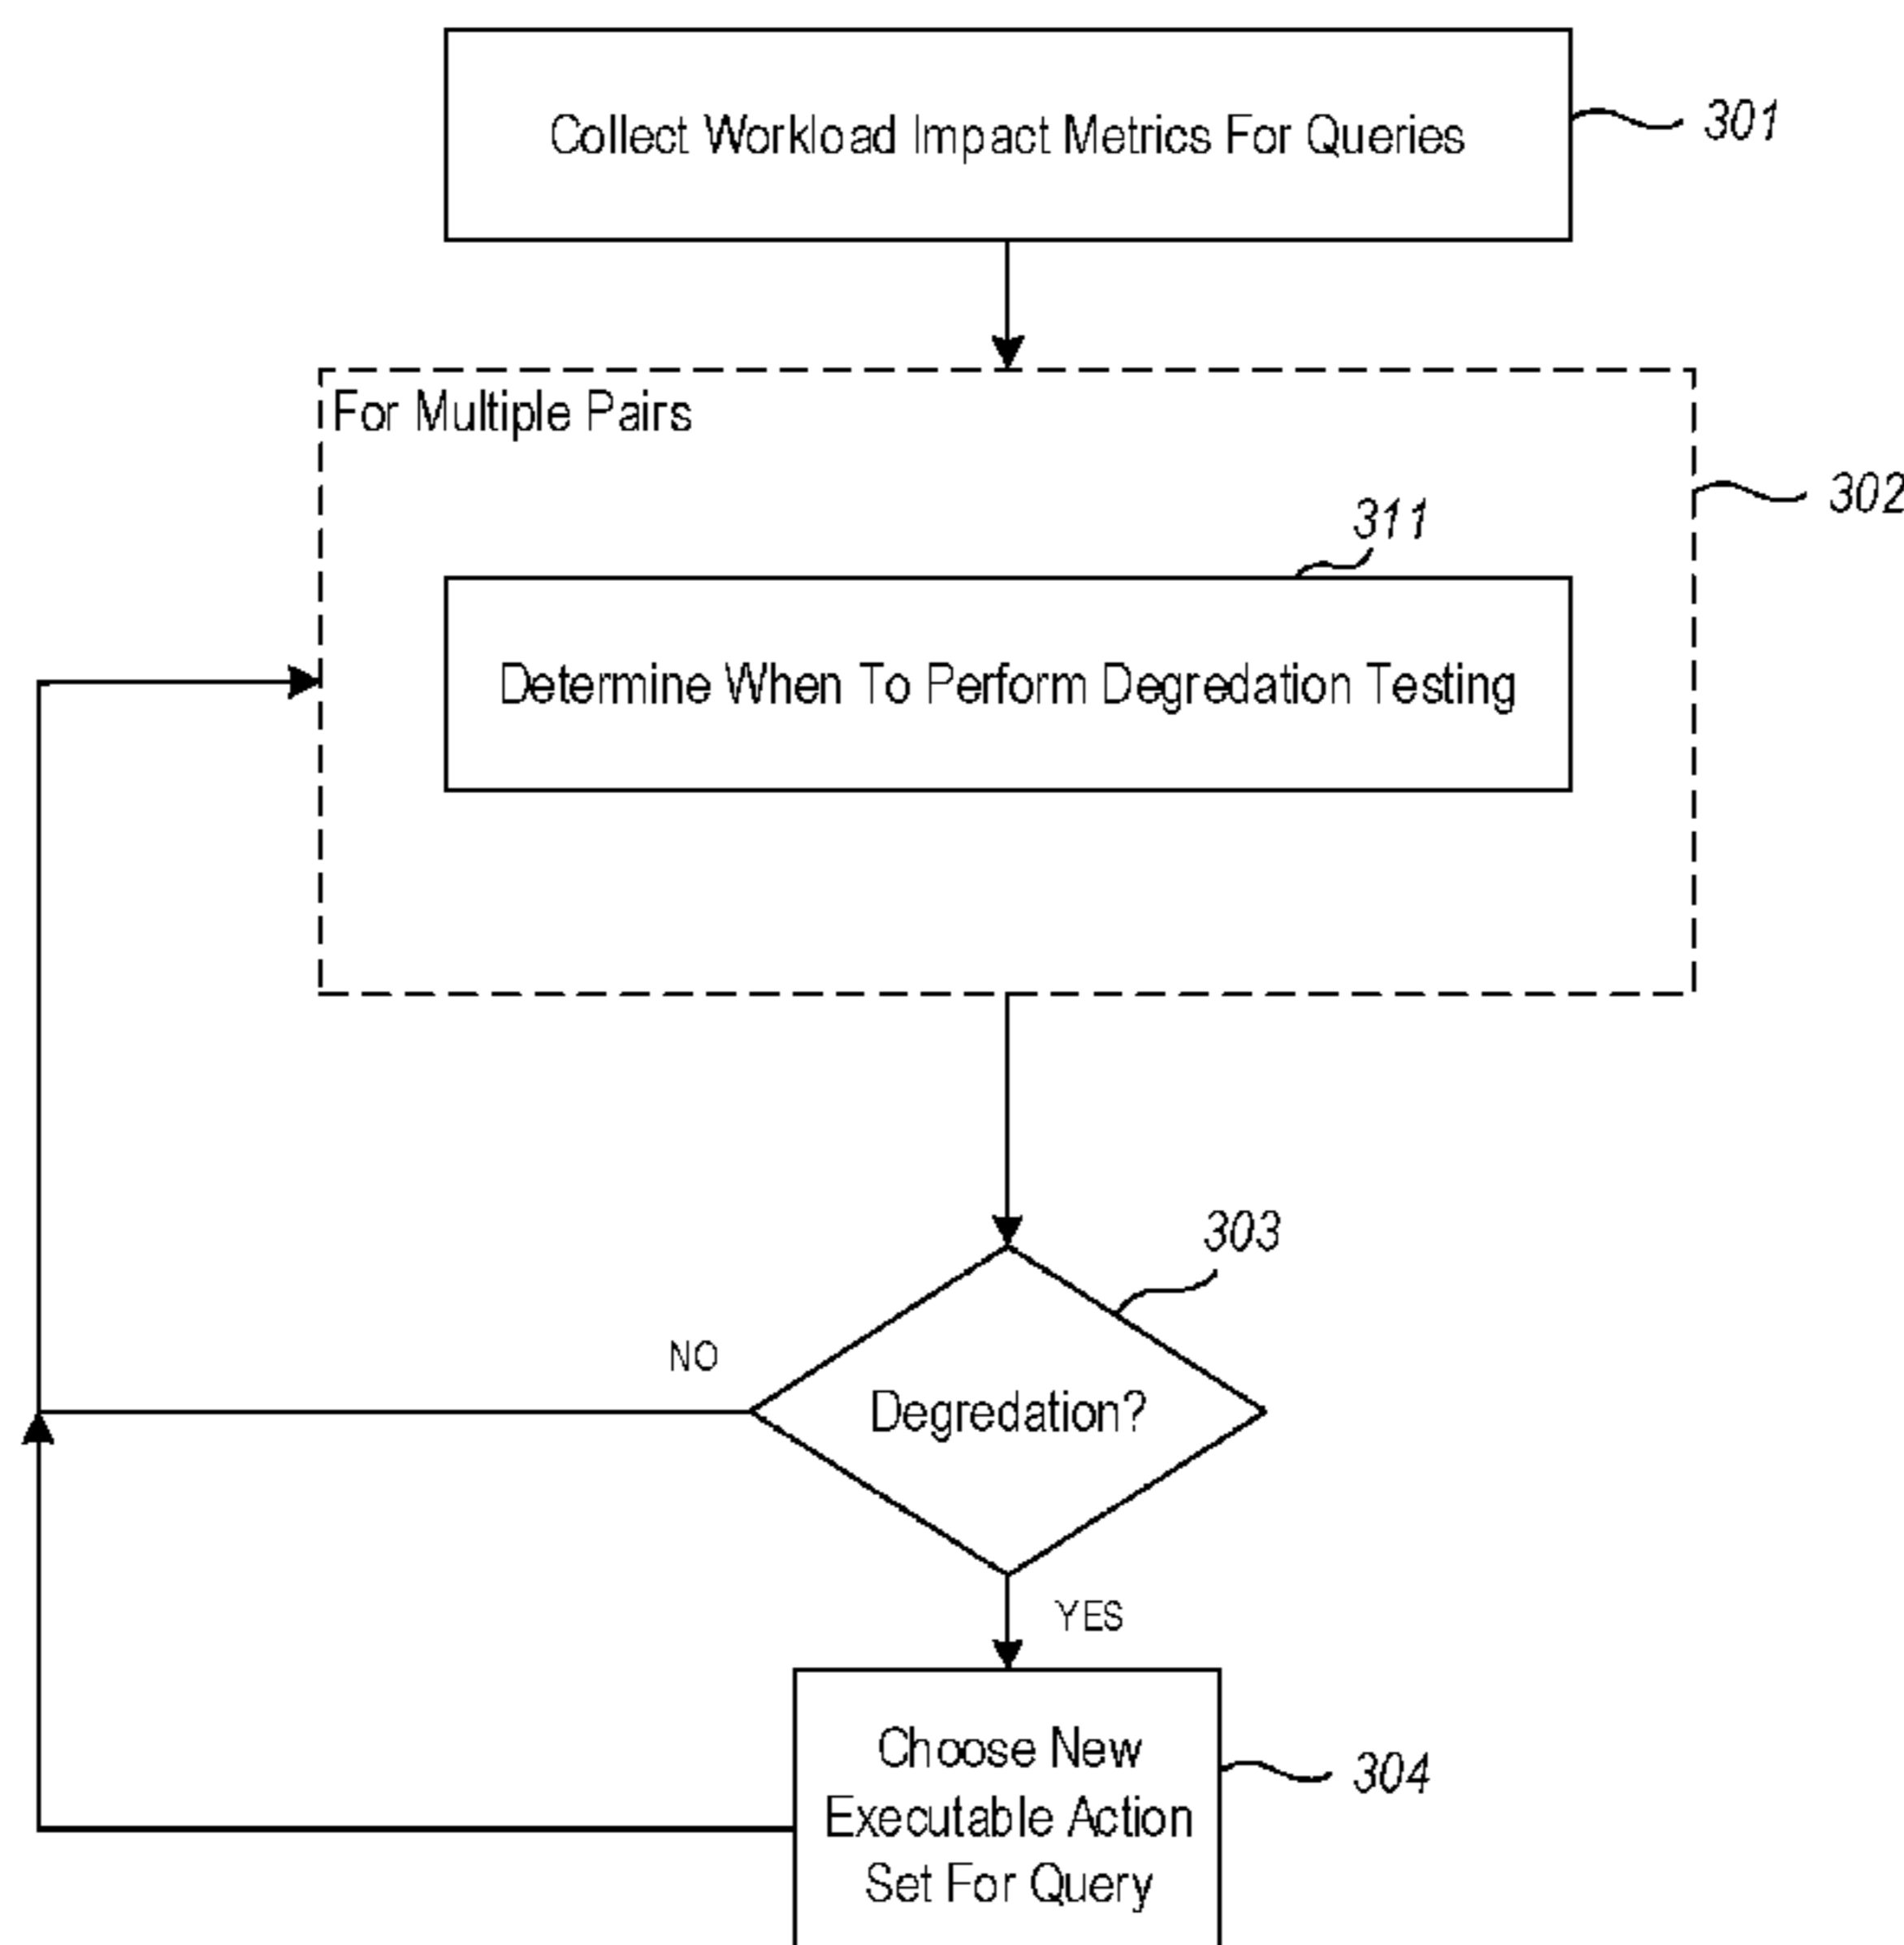 Collect Workload Impact Metrics For Queries
301
For Multiple Pairs
302
311
Determine When To Perform Degredation Testing
303
NO
Degredation?
YES
Choose New
Executable Action
Set For Query
304